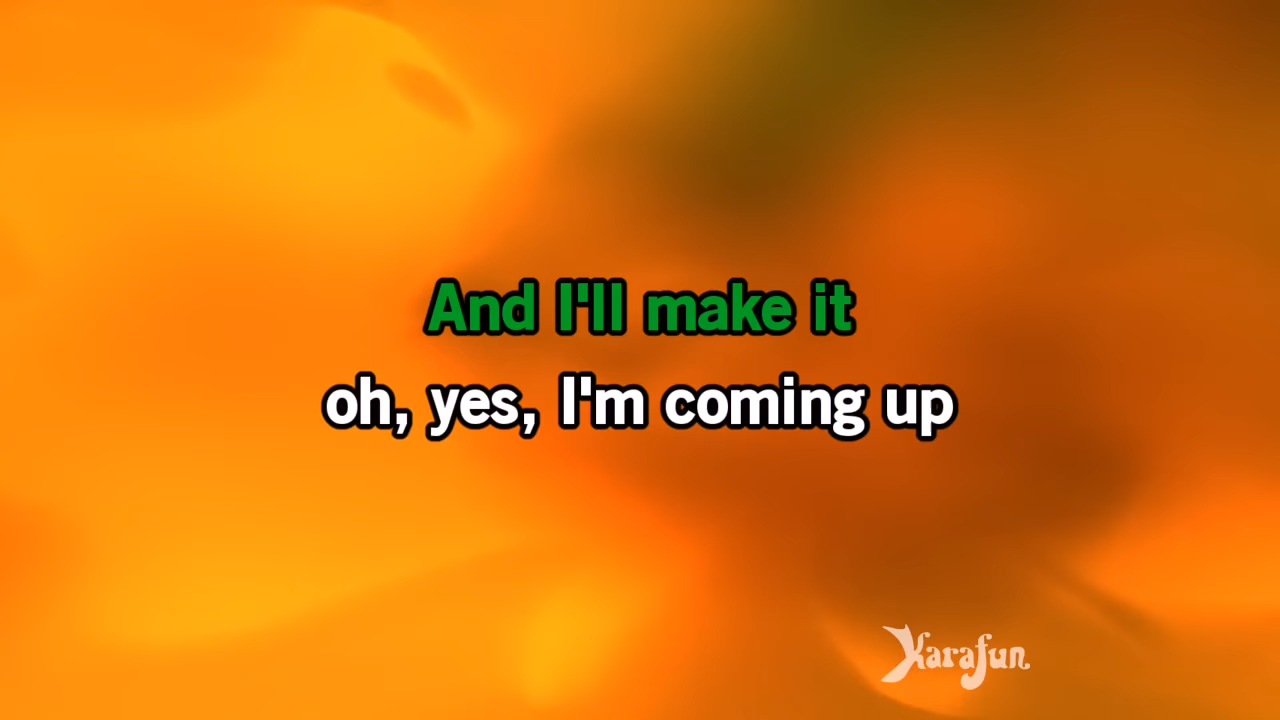 And I'll make it
oh, yes, I'm coming up
Karafun